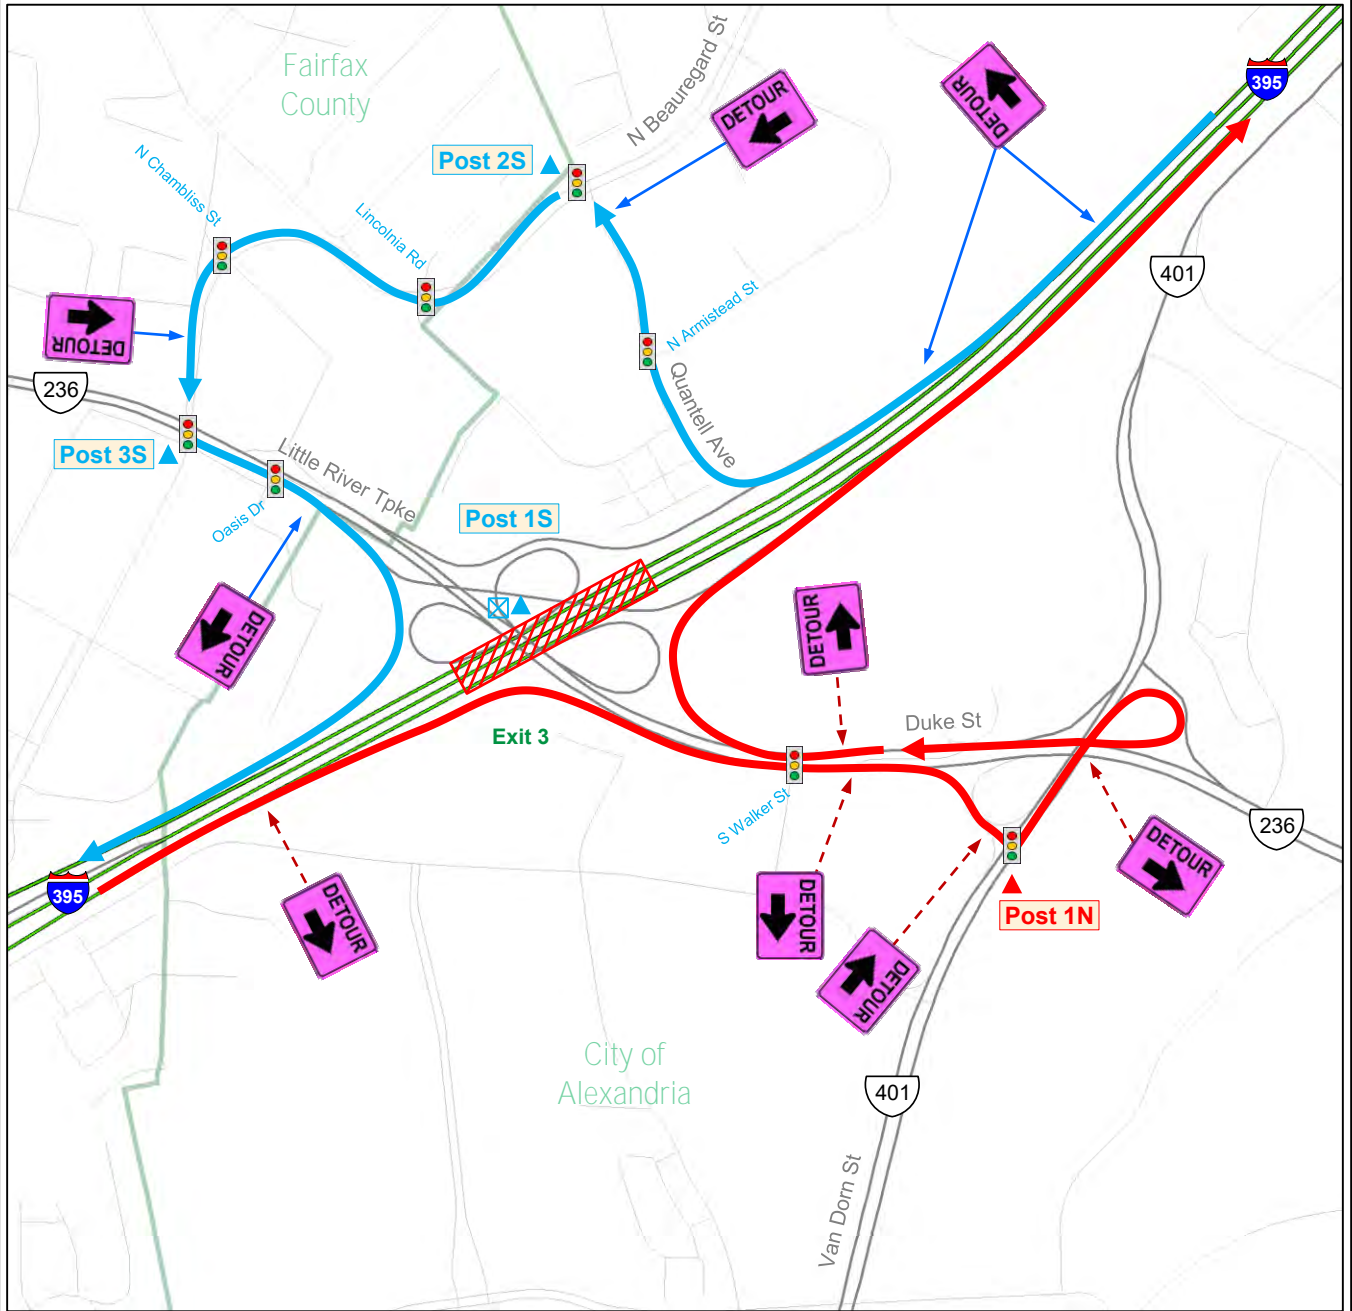 Fairfax
County
N Beauregard St
DETOUR
DETOUR
395
Post 2S
N Chambliss St
Lincolnia Rd
401
N Armistead St
DETOUR
236
Quantell Ave
Post 3S
Little River Tpke
Oasis Dr
Post 1S
DETOUR
DETOUR
Duke St
Exit 3
S Walker St
236
DETOUR
395
DETOUR
DETOUR
Post 1N
DETOUR
City of
Alexandria
401
Van Dorn St